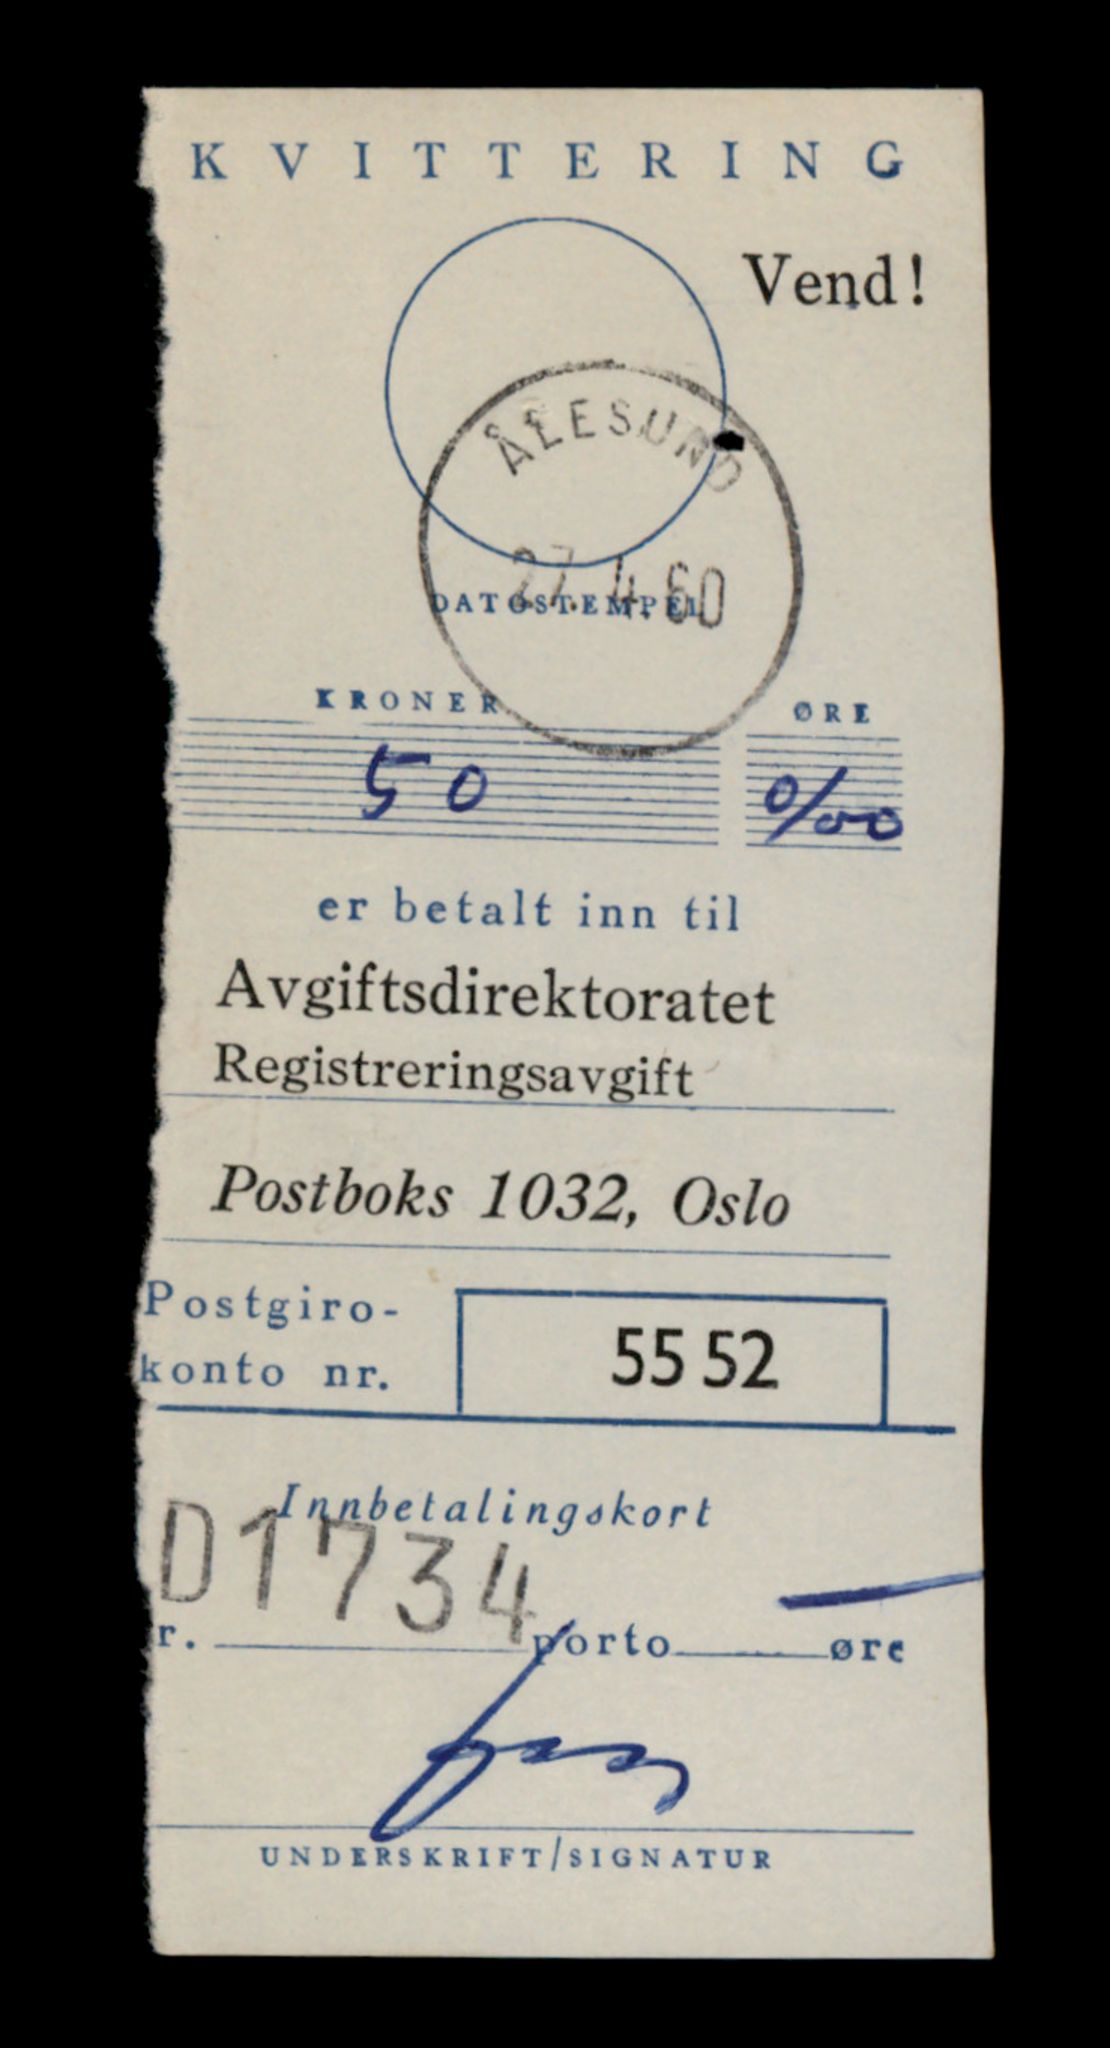 KVITTERING
Vend!
ÅLESUND
27.4.60
DATOSTEMPEL
KRONER ØRE
50 0/00
er betalt inn til
Avgiftsdirektoratet
Registreringsavgift
Postboks 1032, Oslo
Postgiro-
konto nr. 55 52
Innbetalingskort
D1734
r. porto øre
UNDERSKRIFT/SIGNATUR